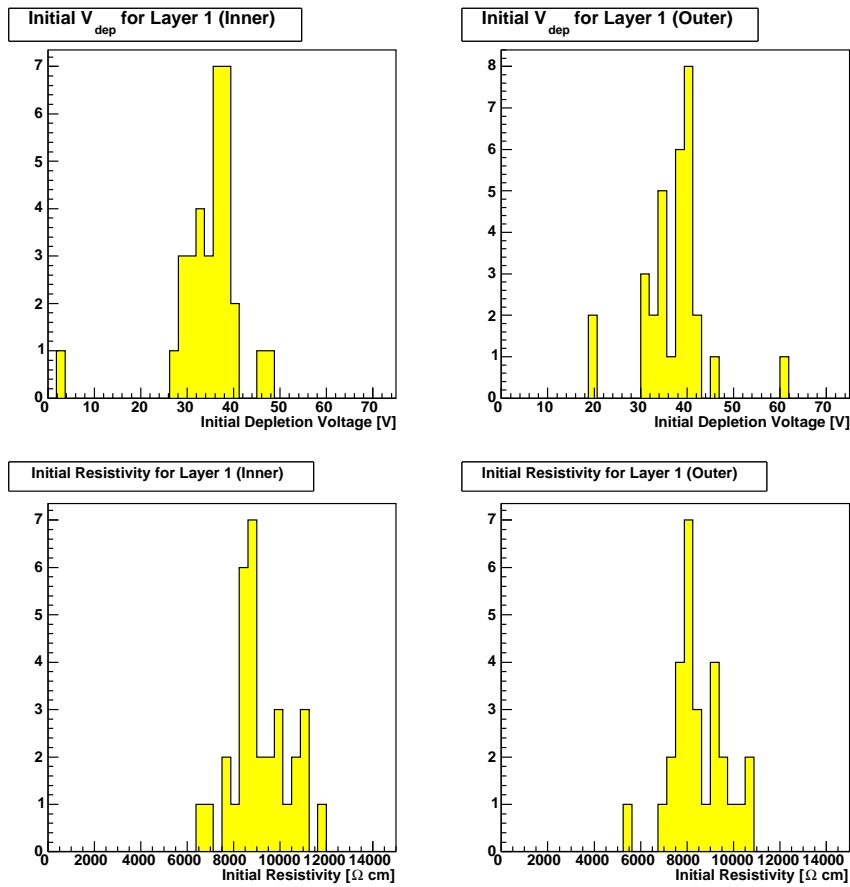 Initial V_dep for Layer 1 (Inner)
7
6
5
4
3
2
1
0
0 10 20 30 40 50 60 70
Initial Depletion Voltage [V]
Initial V_dep for Layer 1 (Outer)
8
7
6
5
4
3
2
1
0
0 10 20 30 40 50 60 70
Initial Depletion Voltage [V]
Initial Resistivity for Layer 1 (Inner)
7
6
5
4
3
2
1
0
0 2000 4000 6000 8000 10000 12000 14000
Initial Resistivity [Ω cm]
Initial Resistivity for Layer 1 (Outer)
7
6
5
4
3
2
1
0
0 2000 4000 6000 8000 10000 12000 14000
Initial Resistivity [Ω cm]